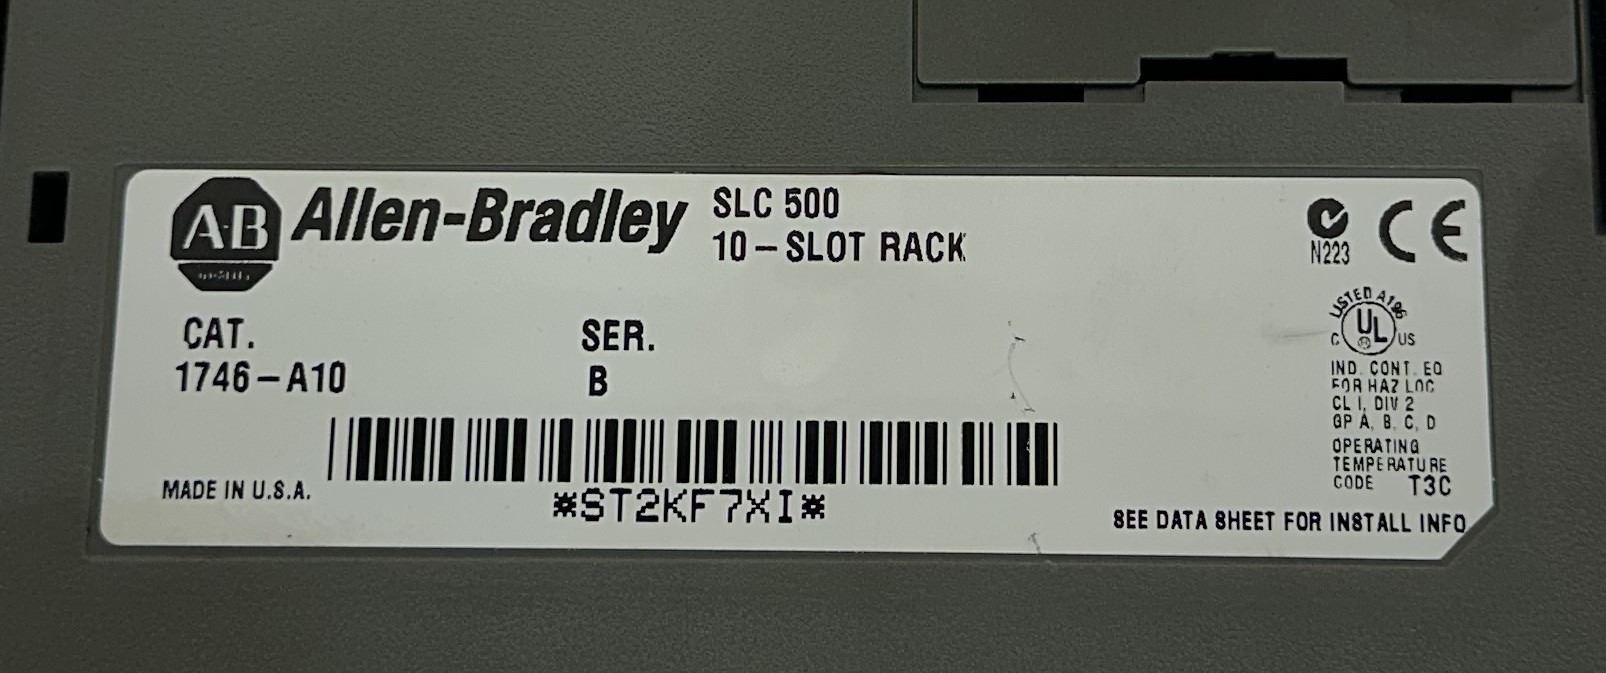 A-B Allen-Bradley
SLC 500
10-SLOT RACK
N223 CE
CAT.
1746-A10
SER.
B
LISTED A196
C UL US
IND. CONT. EQ
FOR HAZ LOC
CL I, DIV 2
GP A, B, C, D
OPERATING
TEMPERATURE
CODE T3C
MADE IN U.S.A.
*ST2KF7XI*
SEE DATA SHEET FOR INSTALL INFO